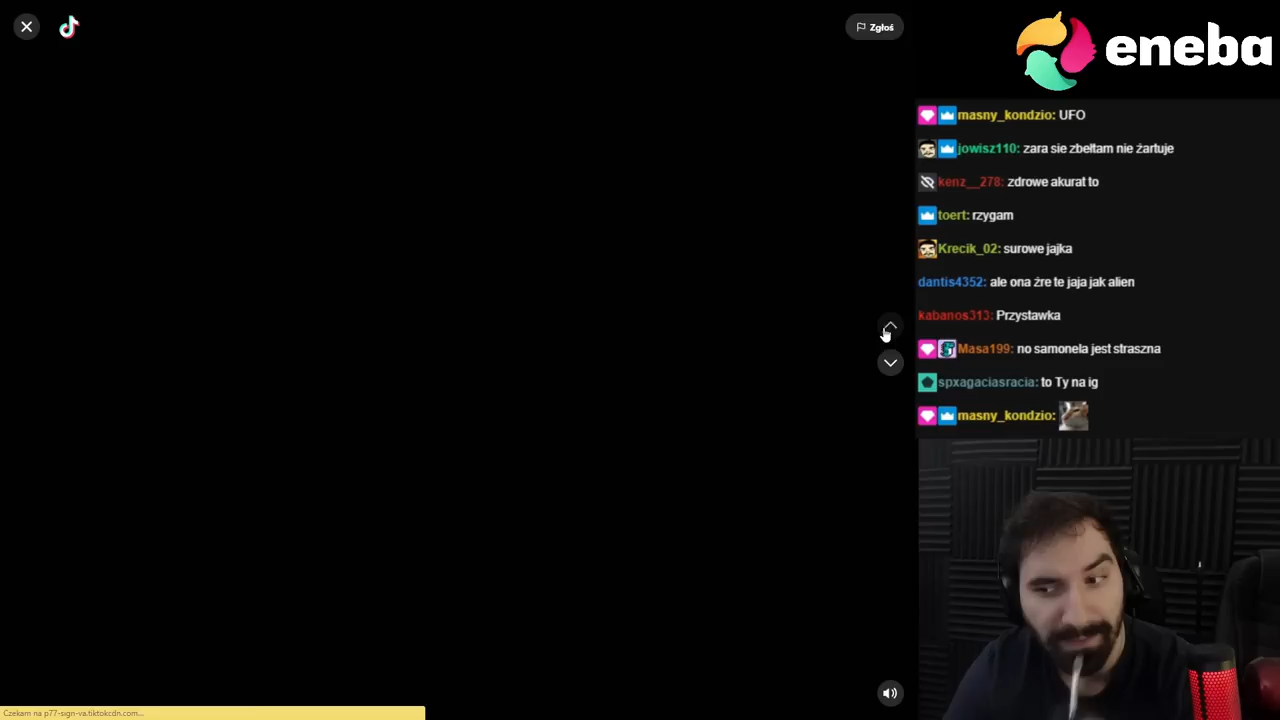 Zgłoś
eneba
masny_kondzio: UFO
jowisz110: zara sie zbełtam nie żartuje
kenz__278: zdrowe akurat to
toert: rzygam
Krecik_02: surowe jajka
dantis4352: ale ona żre te jaja jak alien
kabanos313: Przystawka
Masa199: no samonela jest straszna
spxagaciasracia: to Ty na ig
masny_kondzio:
Czekam na p77-sign-va.tiktokcdn.com...